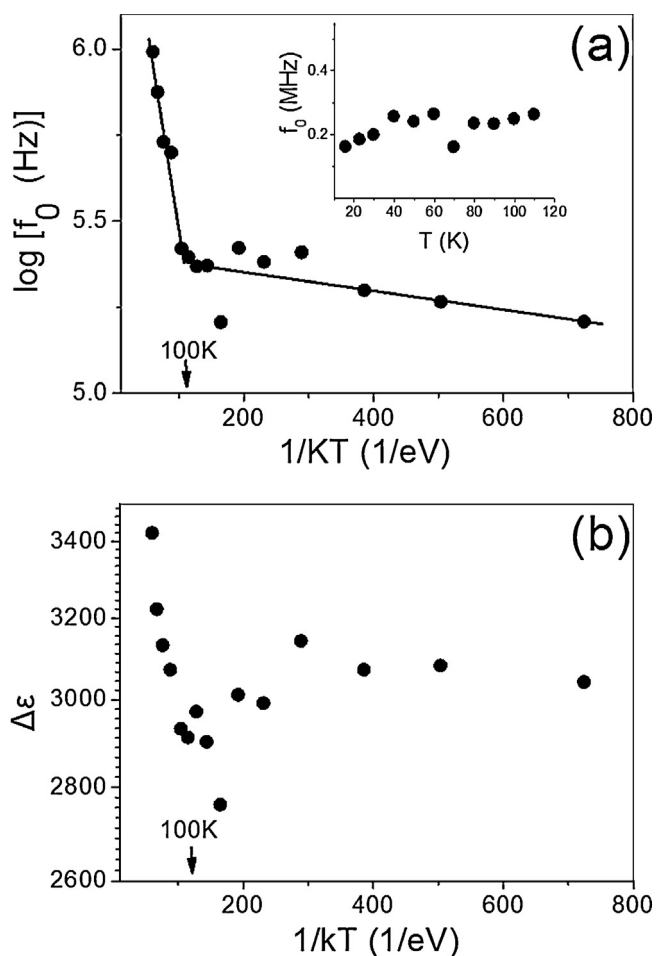 (a)
6.0
5.5
5.0
log [f0 (Hz)]
0.4
0.2
f0 (MHz)
20 40 60 80 100 120
T (K)
100K
200 400 600 800
1/KT (1/eV)
(b)
3400
3200
3000
2800
2600
Δε
100K
200 400 600 800
1/kT (1/eV)